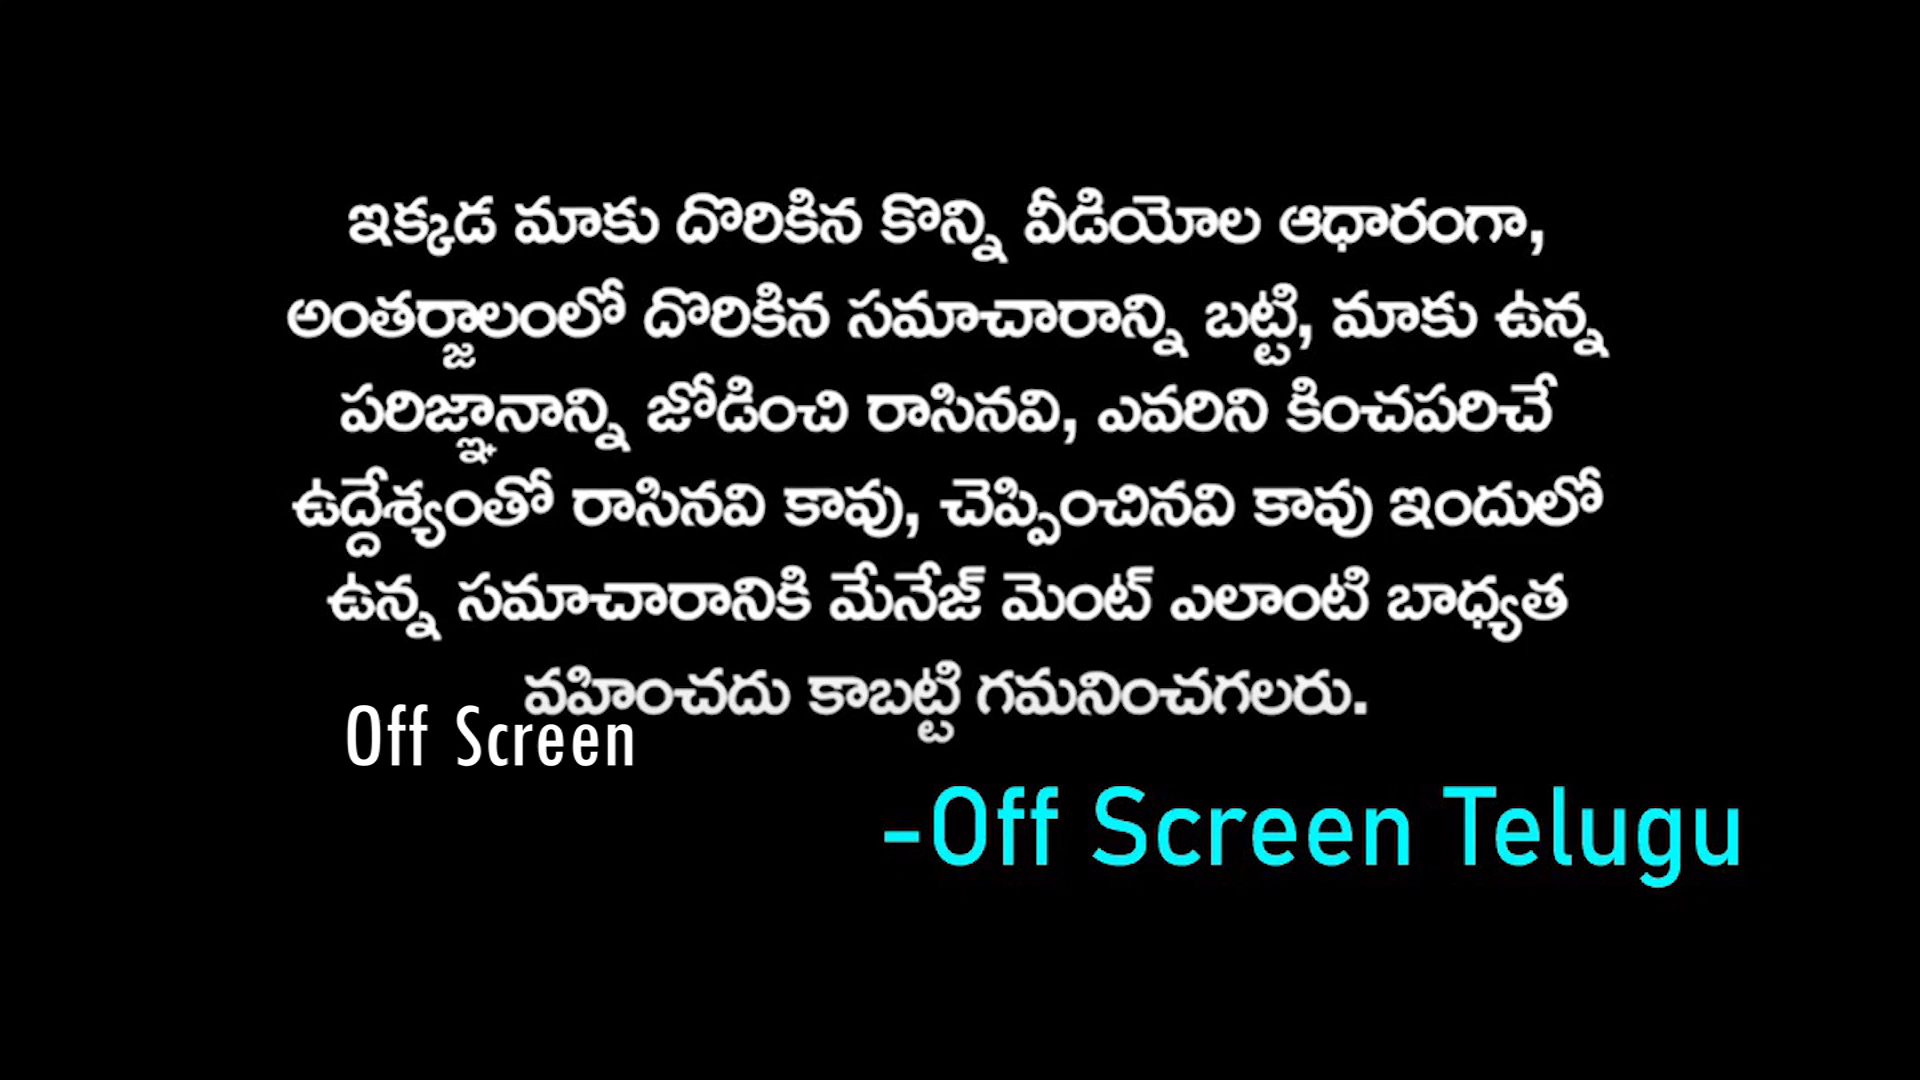 ఇక్కడ మాకు దొరికిన కొన్ని వీడియోల ఆధారంగా,
అంతర్జాలంలో దొరికిన సమాచారాన్ని బట్టి, మాకు ఉన్న
పరిజ్ఞానాన్ని జోడించి రాసినవి, ఎవరిని కించపరిచే
ఉద్దేశ్యంతో రాసినవి కావు, చెప్పించినవి కావు ఇందులో
ఉన్న సమాచారానికి మేనేజ్ మెంట్ ఎలాంటి బాధ్యత
వహించదు కాబట్టి గమనించగలరు.
Off Screen
-Off Screen Telugu